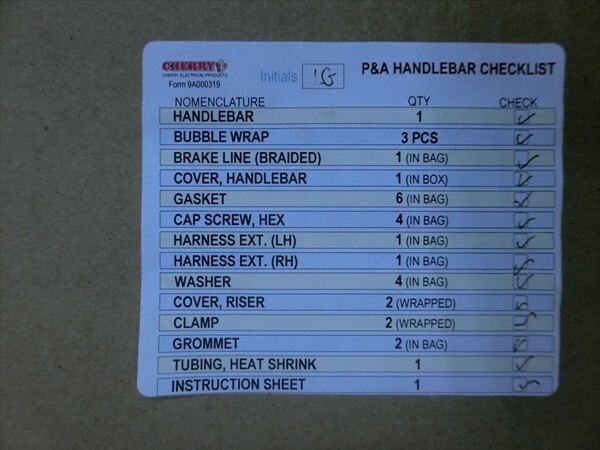 CHERRY
CHERRY ELECTRICAL PRODUCTS
Form 9A000319
Initials
P&A HANDLEBAR CHECKLIST
NOMENCLATURE QTY CHECK
HANDLEBAR 1
BUBBLE WRAP 3 PCS
BRAKE LINE (BRAIDED) 1 (IN BAG)
COVER, HANDLEBAR 1 (IN BOX)
GASKET 6 (IN BAG)
CAP SCREW, HEX 4 (IN BAG)
HARNESS EXT. (LH) 1 (IN BAG)
HARNESS EXT. (RH) 1 (IN BAG)
WASHER 4 (IN BAG)
COVER, RISER 2 (WRAPPED)
CLAMP 2 (WRAPPED)
GROMMET 2 (IN BAG)
TUBING, HEAT SHRINK 1
INSTRUCTION SHEET 1